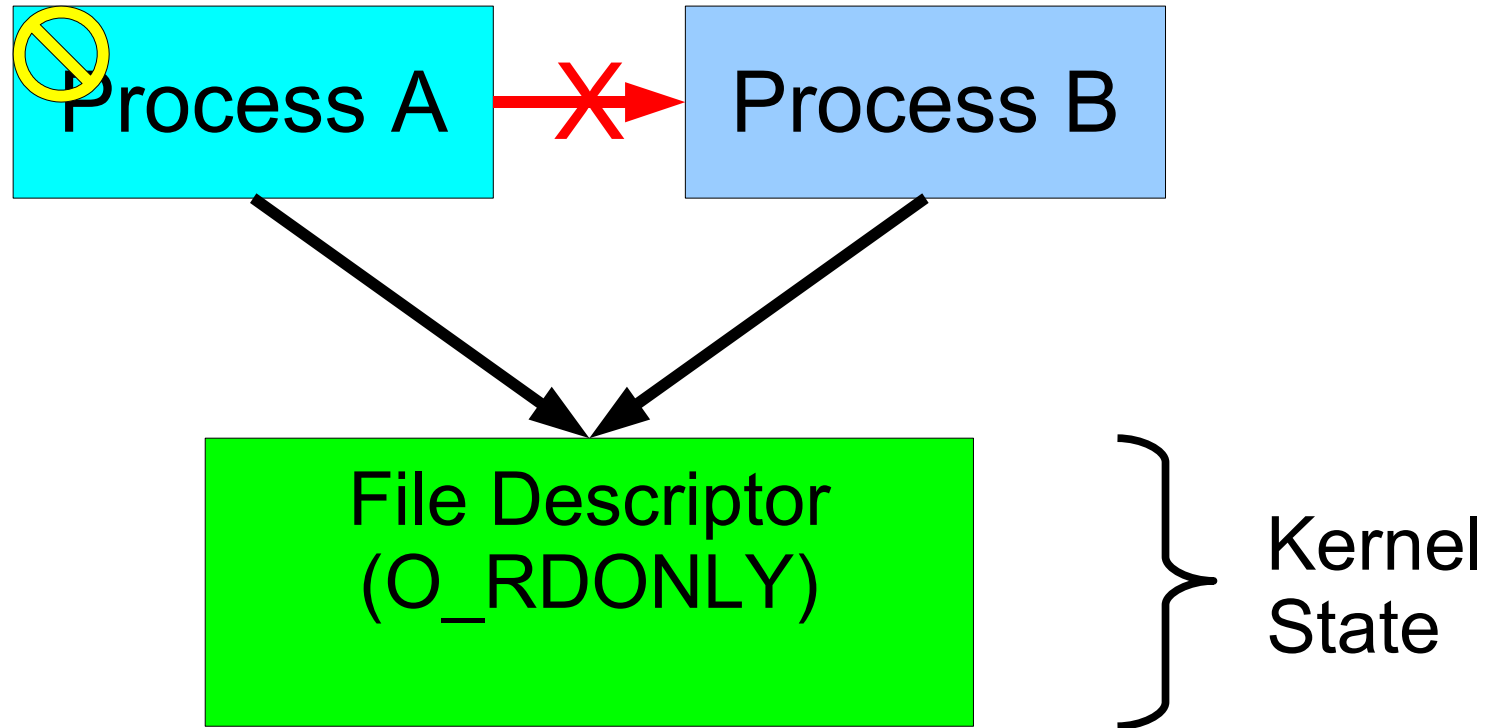 Process A
X
Process B
File Descriptor
(O_RDONLY)
Kernel
State